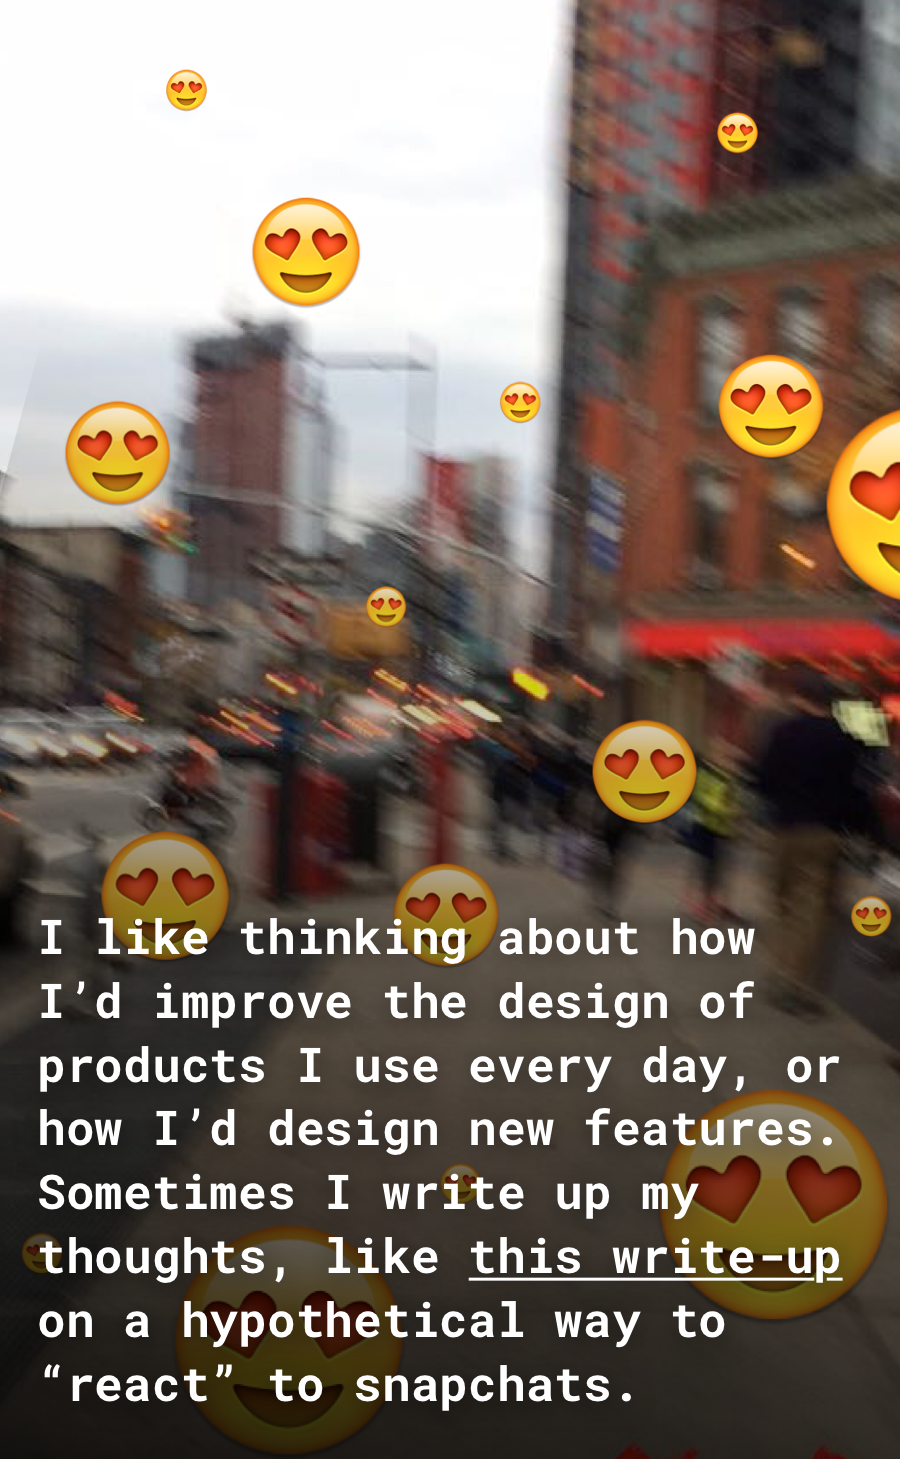 I like thinking about how
I’d improve the design of
products I use every day, or
how I’d design new features.
Sometimes I write up my
thoughts, like this write-up
on a hypothetical way to
“react” to snapchats.